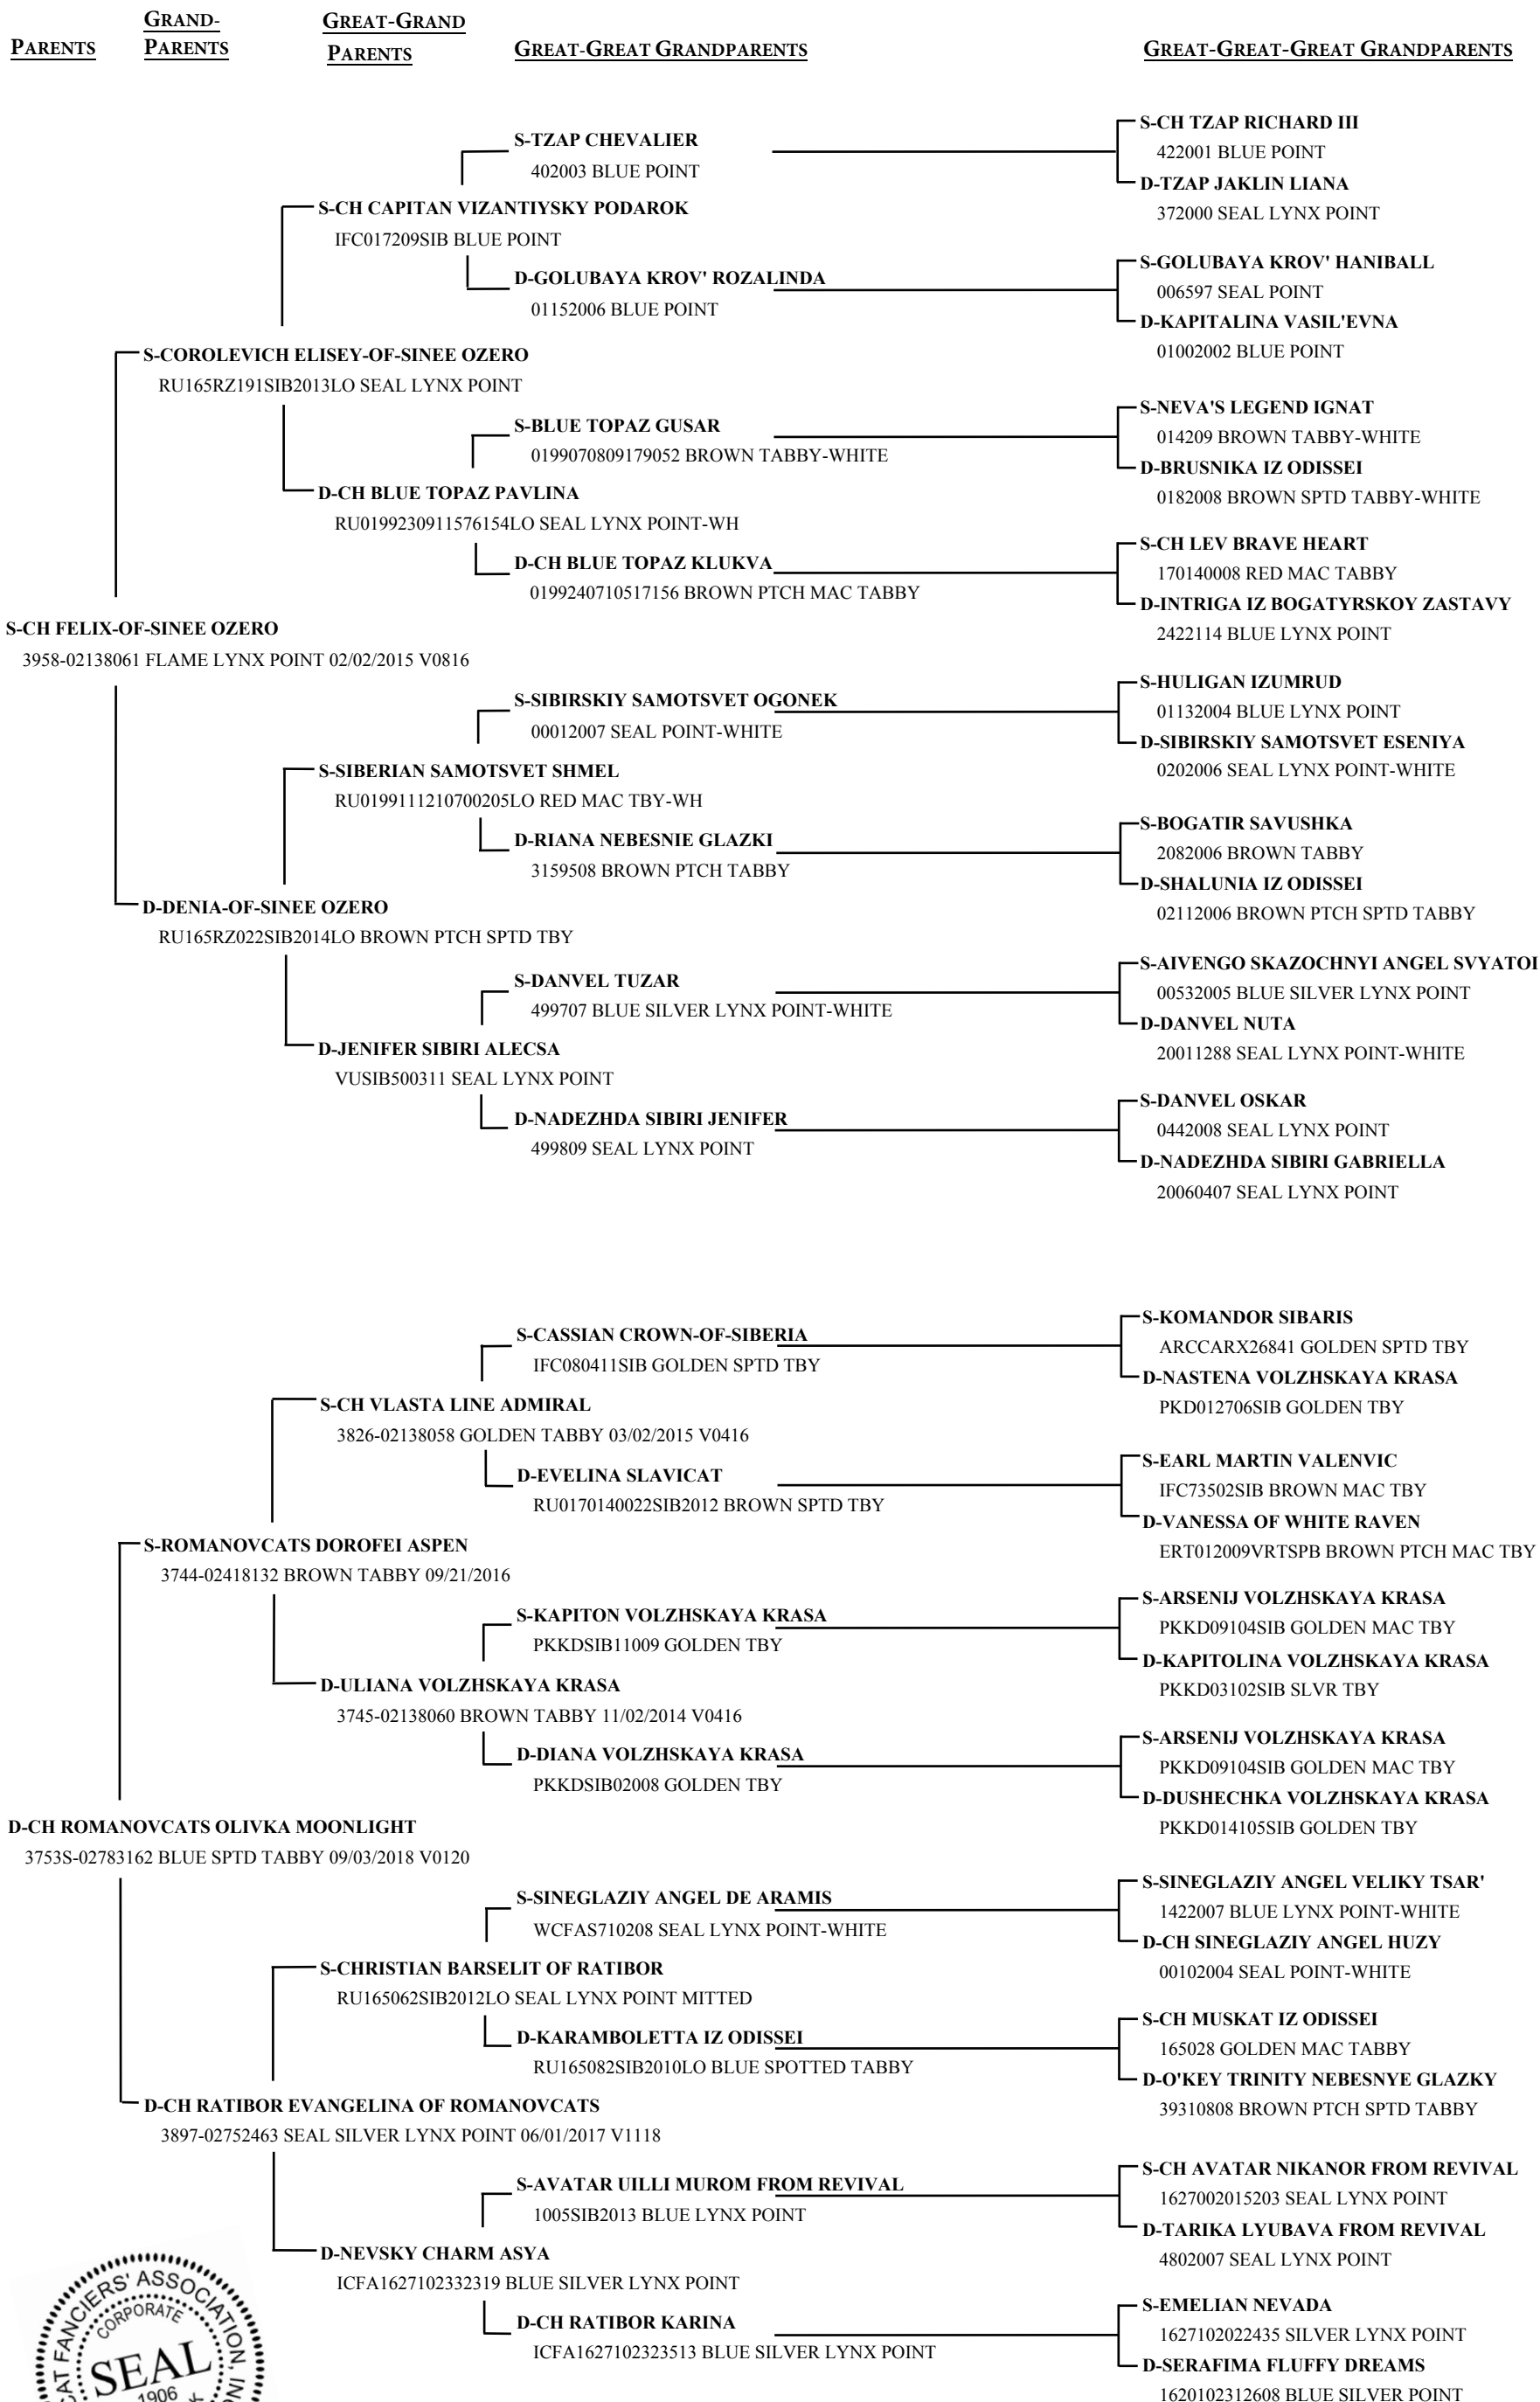 PARENTS
GRAND-
PARENTS
GREAT-GRAND
PARENTS
GREAT-GREAT GRANDPARENTS
GREAT-GREAT-GREAT GRANDPARENTS
S-CH TZAP RICHARD III
422001 BLUE POINT
S-TZAP CHEVALIER
402003 BLUE POINT
D-TZAP JAKLIN LIANA
372000 SEAL LYNX POINT
S-CH CAPITAN VIZANTIYSKY PODAROK
IFC017209SIB BLUE POINT
S-GOLUBAYA KROV' HANIBALL
006597 SEAL POINT
D-GOLUBAYA KROV' ROZALINDA
01152006 BLUE POINT
D-KAPITALINA VASIL'EVNA
01002002 BLUE POINT
S-COROLEVICH ELISEY-OF-SINEE OZERO
RU165RZ191SIB2013LO SEAL LYNX POINT
S-NEVA'S LEGEND IGNAT
014209 BROWN TABBY-WHITE
S-BLUE TOPAZ GUSAR
0199070809179052 BROWN TABBY-WHITE
D-BRUSNIKA IZ ODISSEI
0182008 BROWN SPTD TABBY-WHITE
D-CH BLUE TOPAZ PAVLINA
RU0199230911576154LO SEAL LYNX POINT-WH
S-CH LEV BRAVE HEART
170140008 RED MAC TABBY
D-CH BLUE TOPAZ KLUKVA
0199240710517156 BROWN PTCH MAC TABBY
D-INTRIGA IZ BOGATYRSKOY ZASTAVY
2422114 BLUE LYNX POINT
S-CH FELIX-OF-SINEE OZERO
3958-02138061 FLAME LYNX POINT 02/02/2015 V0816
S-HULIGAN IZUMRUD
01132004 BLUE LYNX POINT
S-SIBIRSKIY SAMOTSVET OGONEK
00012007 SEAL POINT-WHITE
D-SIBIRSKIY SAMOTSVET ESENIYA
0202006 SEAL LYNX POINT-WHITE
S-SIBERIAN SAMOTSVET SHMEL
RU0199111210700205LO RED MAC TBY-WH
S-BOGATIR SAVUSHKA
2082006 BROWN TABBY
D-RIANA NEBESNIE GLAZKI
3159508 BROWN PTCH TABBY
D-SHALUNIA IZ ODISSEI
02112006 BROWN PTCH SPTD TABBY
D-DENIA-OF-SINEE OZERO
RU165RZ022SIB2014LO BROWN PTCH SPTD TBY
S-AIVENGO SKAZOCHNYI ANGEL SVYATOI
00532005 BLUE SILVER LYNX POINT
S-DANVEL TUZAR
499707 BLUE SILVER LYNX POINT-WHITE
D-DANVEL NUTA
20011288 SEAL LYNX POINT-WHITE
D-JENIFER SIBIRI ALECSA
VUSIB500311 SEAL LYNX POINT
S-DANVEL OSKAR
0442008 SEAL LYNX POINT
D-NADEZHDA SIBIRI JENIFER
499809 SEAL LYNX POINT
D-NADEZHDA SIBIRI GABRIELLA
20060407 SEAL LYNX POINT
S-KOMANDOR SIBARIS
ARCCARX26841 GOLDEN SPTD TBY
S-CASSIAN CROWN-OF-SIBERIA
IFC080411SIB GOLDEN SPTD TBY
D-NASTENA VOLZHSKAYA KRASA
PKD012706SIB GOLDEN TBY
S-CH VLASTA LINE ADMIRAL
3826-02138058 GOLDEN TABBY 03/02/2015 V0416
S-EARL MARTIN VALENVIC
IFC73502SIB BROWN MAC TBY
D-EVELINA SLAVICAT
RU0170140022SIB2012 BROWN SPTD TBY
D-VANESSA OF WHITE RAVEN
ERT012009VRTSPB BROWN PTCH MAC TBY
S-ROMANOVCATS DOROFEI ASPEN
3744-02418132 BROWN TABBY 09/21/2016
S-ARSENIJ VOLZHSKAYA KRASA
PKKD09104SIB GOLDEN MAC TBY
S-KAPITON VOLZHSKAYA KRASA
PKKDSIB11009 GOLDEN TBY
D-KAPITOLINA VOLZHSKAYA KRASA
PKKD03102SIB SLVR TBY
D-ULIANA VOLZHSKAYA KRASA
3745-02138060 BROWN TABBY 11/02/2014 V0416
S-ARSENIJ VOLZHSKAYA KRASA
PKKD09104SIB GOLDEN MAC TBY
D-DIANA VOLZHSKAYA KRASA
PKKDSIB02008 GOLDEN TBY
D-DUSHECHKA VOLZHSKAYA KRASA
PKKD014105SIB GOLDEN TBY
D-CH ROMANOVCATS OLIVKA MOONLIGHT
3753S-02783162 BLUE SPTD TABBY 09/03/2018 V0120
S-SINEGLAZIY ANGEL VELIKY TSAR'
1422007 BLUE LYNX POINT-WHITE
S-SINEGLAZIY ANGEL DE ARAMIS
WCFAS710208 SEAL LYNX POINT-WHITE
D-CH SINEGLAZIY ANGEL HUZY
00102004 SEAL POINT-WHITE
S-CHRISTIAN BARSELIT OF RATIBOR
RU165062SIB2012LO SEAL LYNX POINT MITTED
S-CH MUSKAT IZ ODISSEI
165028 GOLDEN MAC TABBY
D-KARAMBOLETTA IZ ODISSEI
RU165082SIB2010LO BLUE SPOTTED TABBY
D-O'KEY TRINITY NEBESNYE GLAZKY
39310808 BROWN PTCH SPTD TABBY
D-CH RATIBOR EVANGELINA OF ROMANOVCATS
3897-02752463 SEAL SILVER LYNX POINT 06/01/2017 V1118
S-CH AVATAR NIKANOR FROM REVIVAL
1627002015203 SEAL LYNX POINT
S-AVATAR UILLI MUROM FROM REVIVAL
1005SIB2013 BLUE LYNX POINT
D-TARIKA LYUBAVA FROM REVIVAL
4802007 SEAL LYNX POINT
D-NEVSKY CHARM ASYA
ICFA1627102332319 BLUE SILVER LYNX POINT
S-EMELIAN NEVADA
1627102022435 SILVER LYNX POINT
D-CH RATIBOR KARINA
ICFA1627102323513 BLUE SILVER LYNX POINT
D-SERAFIMA FLUFFY DREAMS
1620102312608 BLUE SILVER POINT
CAT FANCIERS' ASSOCIATION, INC
CORPORATE
SEAL
1906